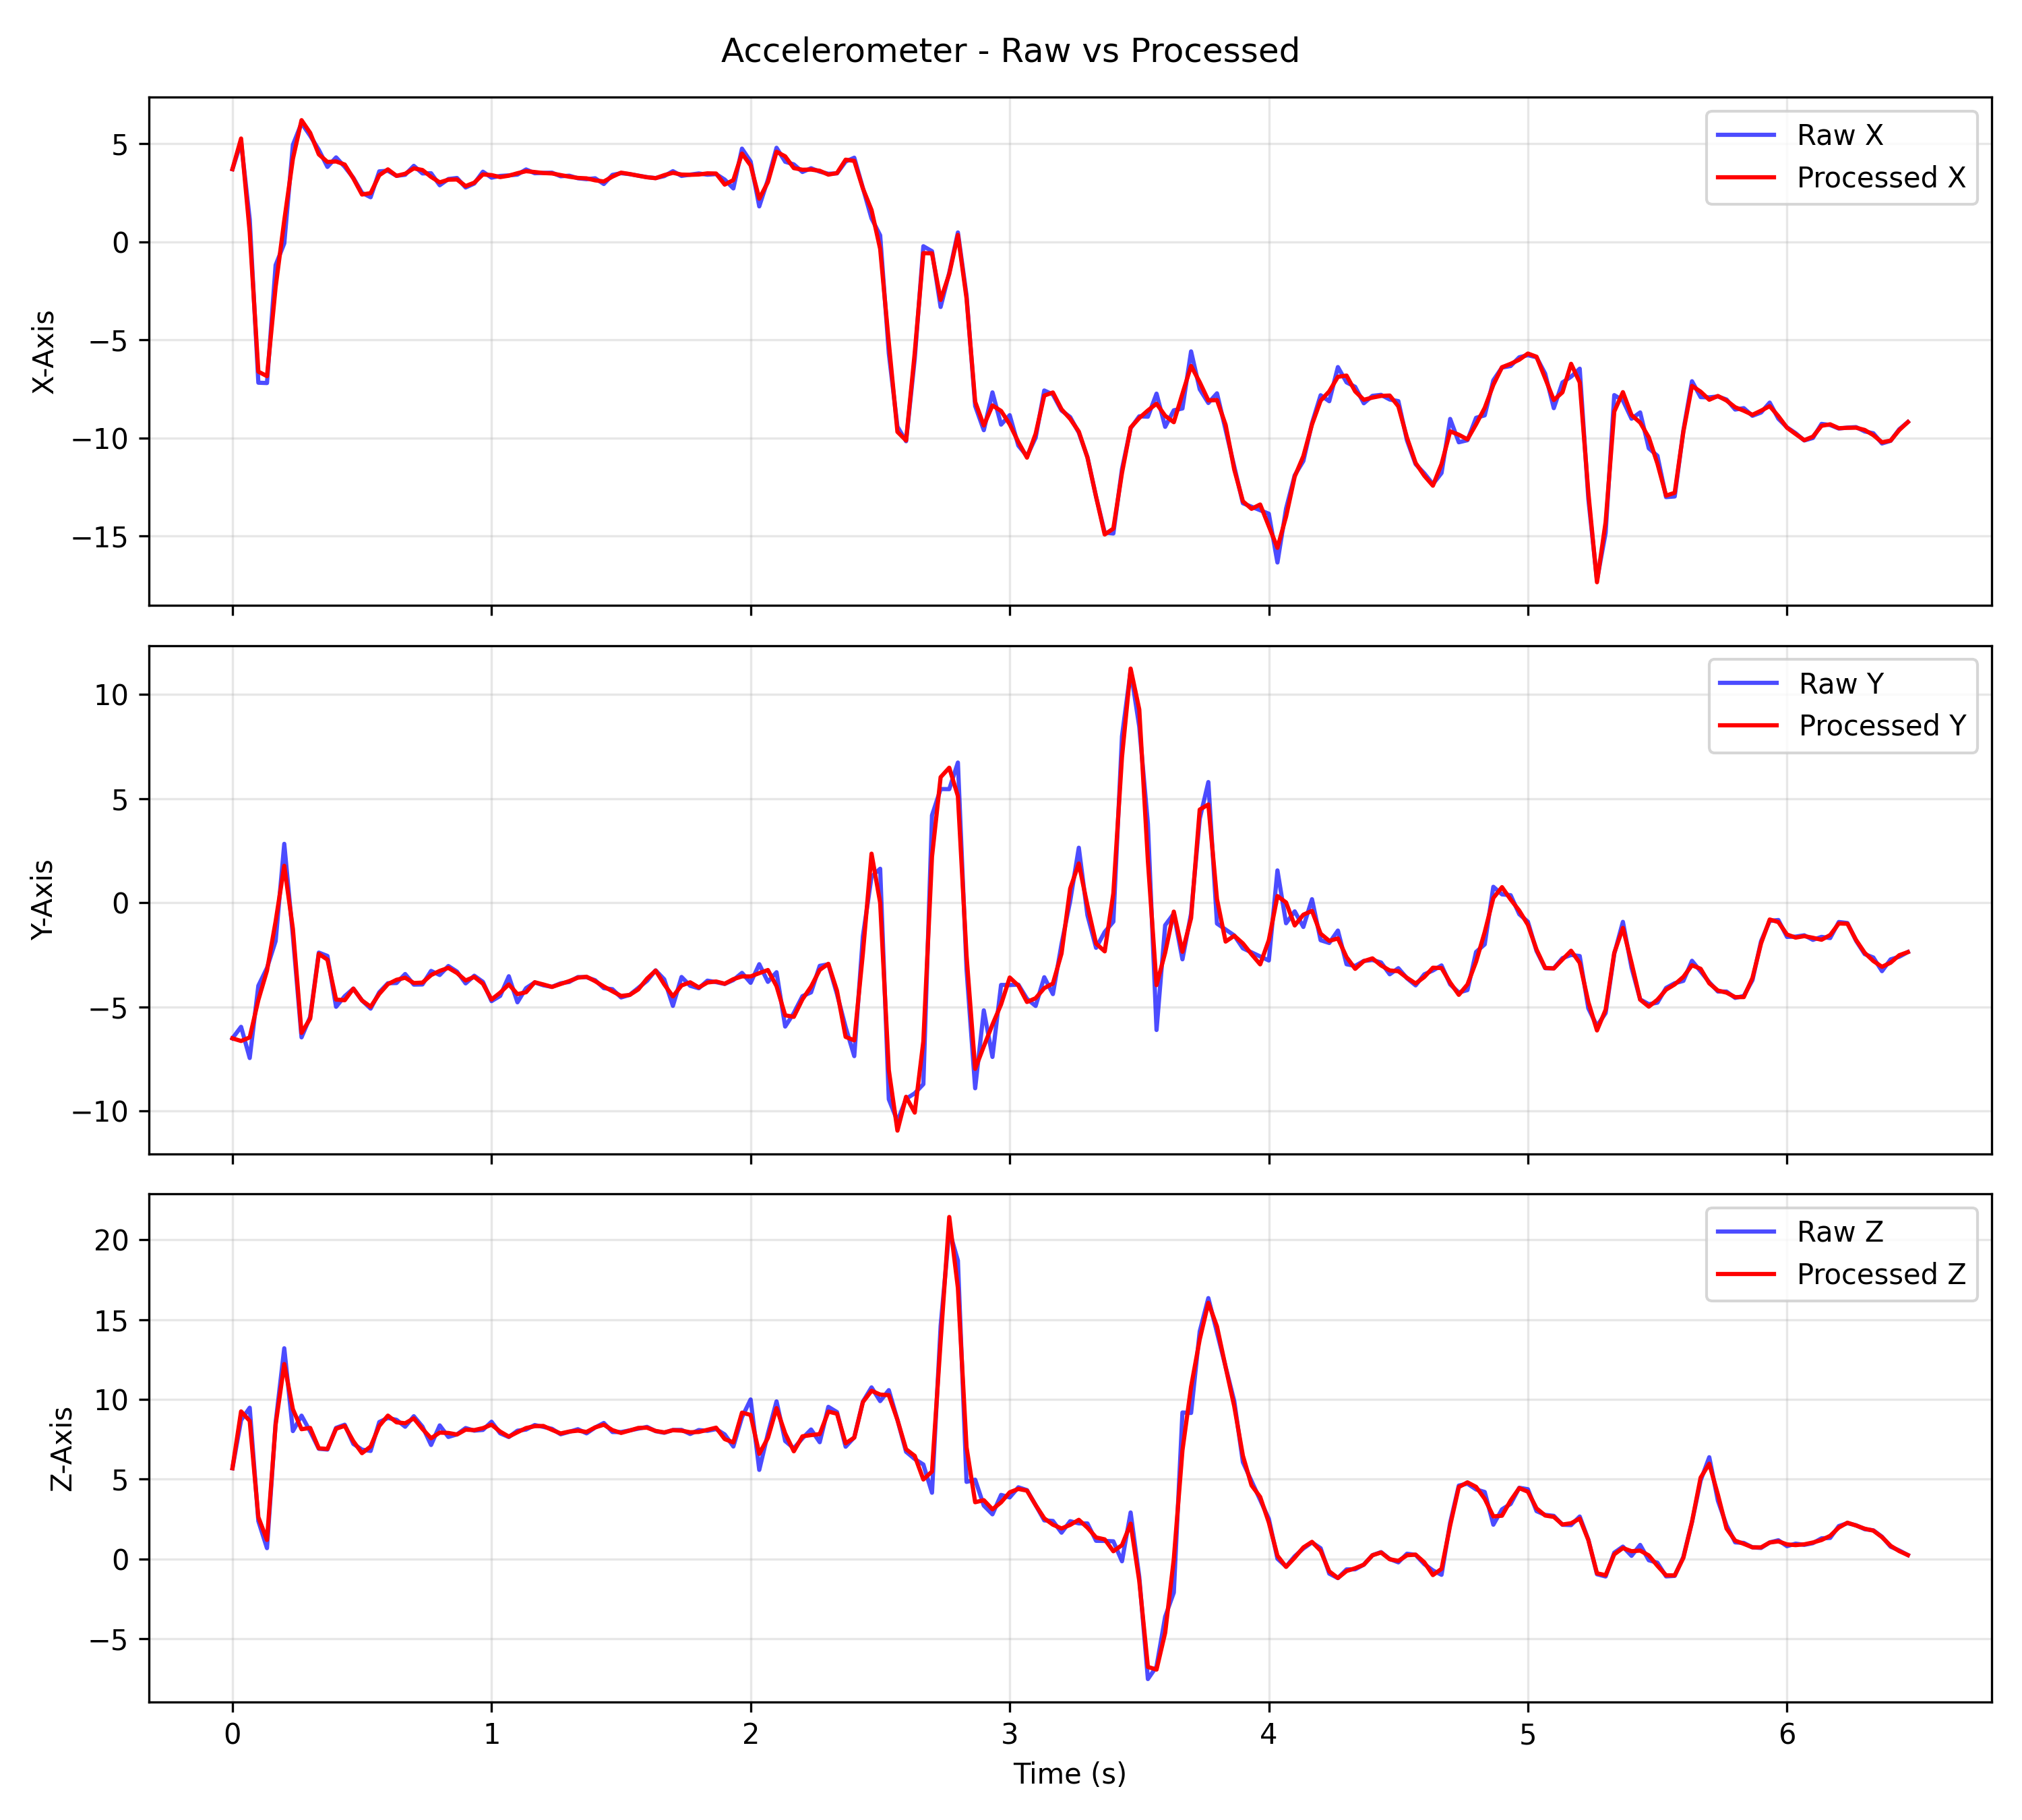 Accelerometer - Raw vs Processed
5
0
−5
−10
−15
X-Axis
Raw X
Processed X
10
5
0
−5
−10
Y-Axis
Raw Y
Processed Y
20
15
10
5
0
−5
Z-Axis
Raw Z
Processed Z
0 1 2 3 4 5 6
Time (s)